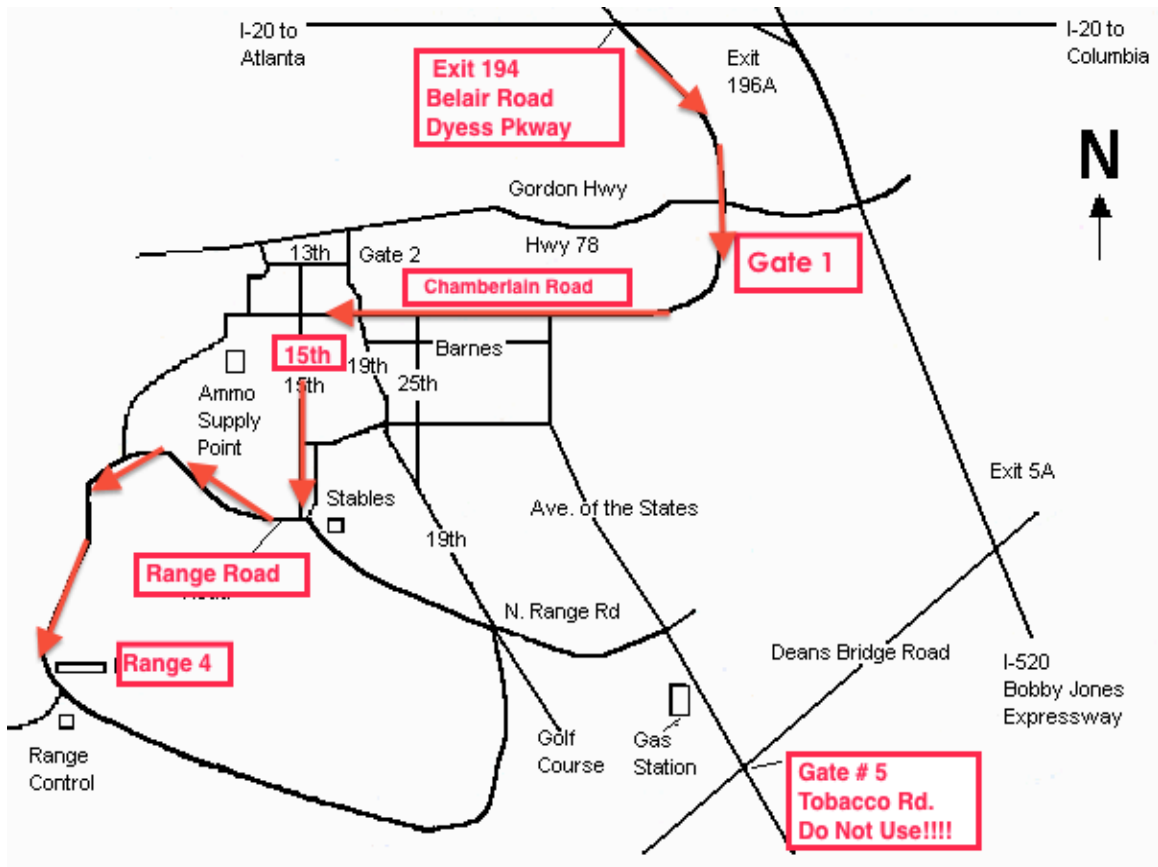 I-20 to
Atlanta
I-20 to
Columbia
Exit 194
Belair Road
Dyess Pkway
Exit
196A
N
Gordon Hwy
Hwy 78
13th
Gate 2
Gate 1
Chamberlain Road
15th
19th
Barnes
15th
25th
Ammo
Supply
Point
Exit 5A
Stables
Ave. of the States
19th
Range Road
N. Range Rd
Deans Bridge Road
Range 4
I-520
Bobby Jones
Expressway
Range
Control
Golf
Course
Gas
Station
Gate # 5
Tobacco Rd.
Do Not Use!!!!